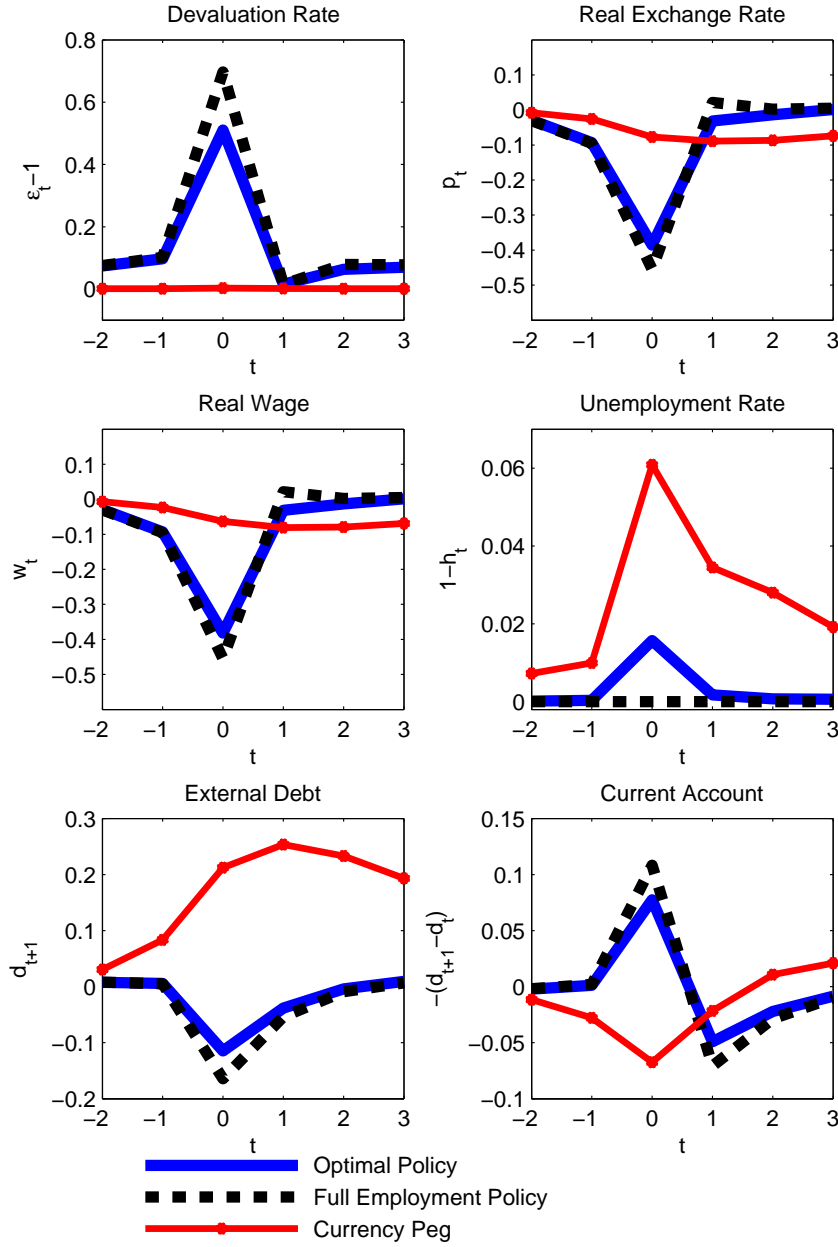 Devaluation Rate
0.8
0.6
0.4
0.2
0
−2 −1 0 1 2 3
t
ε_t−1
Real Exchange Rate
0.1
0
−0.1
−0.2
−0.3
−0.4
−0.5
−2 −1 0 1 2 3
t
p_t
Real Wage
0.1
0
−0.1
−0.2
−0.3
−0.4
−0.5
−2 −1 0 1 2 3
t
w_t
Unemployment Rate
0.06
0.04
0.02
0
−2 −1 0 1 2 3
t
1−h_t
External Debt
0.3
0.2
0.1
0
−0.1
−0.2
−2 −1 0 1 2 3
t
d_{t+1}
Current Account
0.15
0.1
0.05
0
−0.05
−0.1
−2 −1 0 1 2 3
t
−(d_{t+1}−d_t)
Optimal Policy
Full Employment Policy
Currency Peg